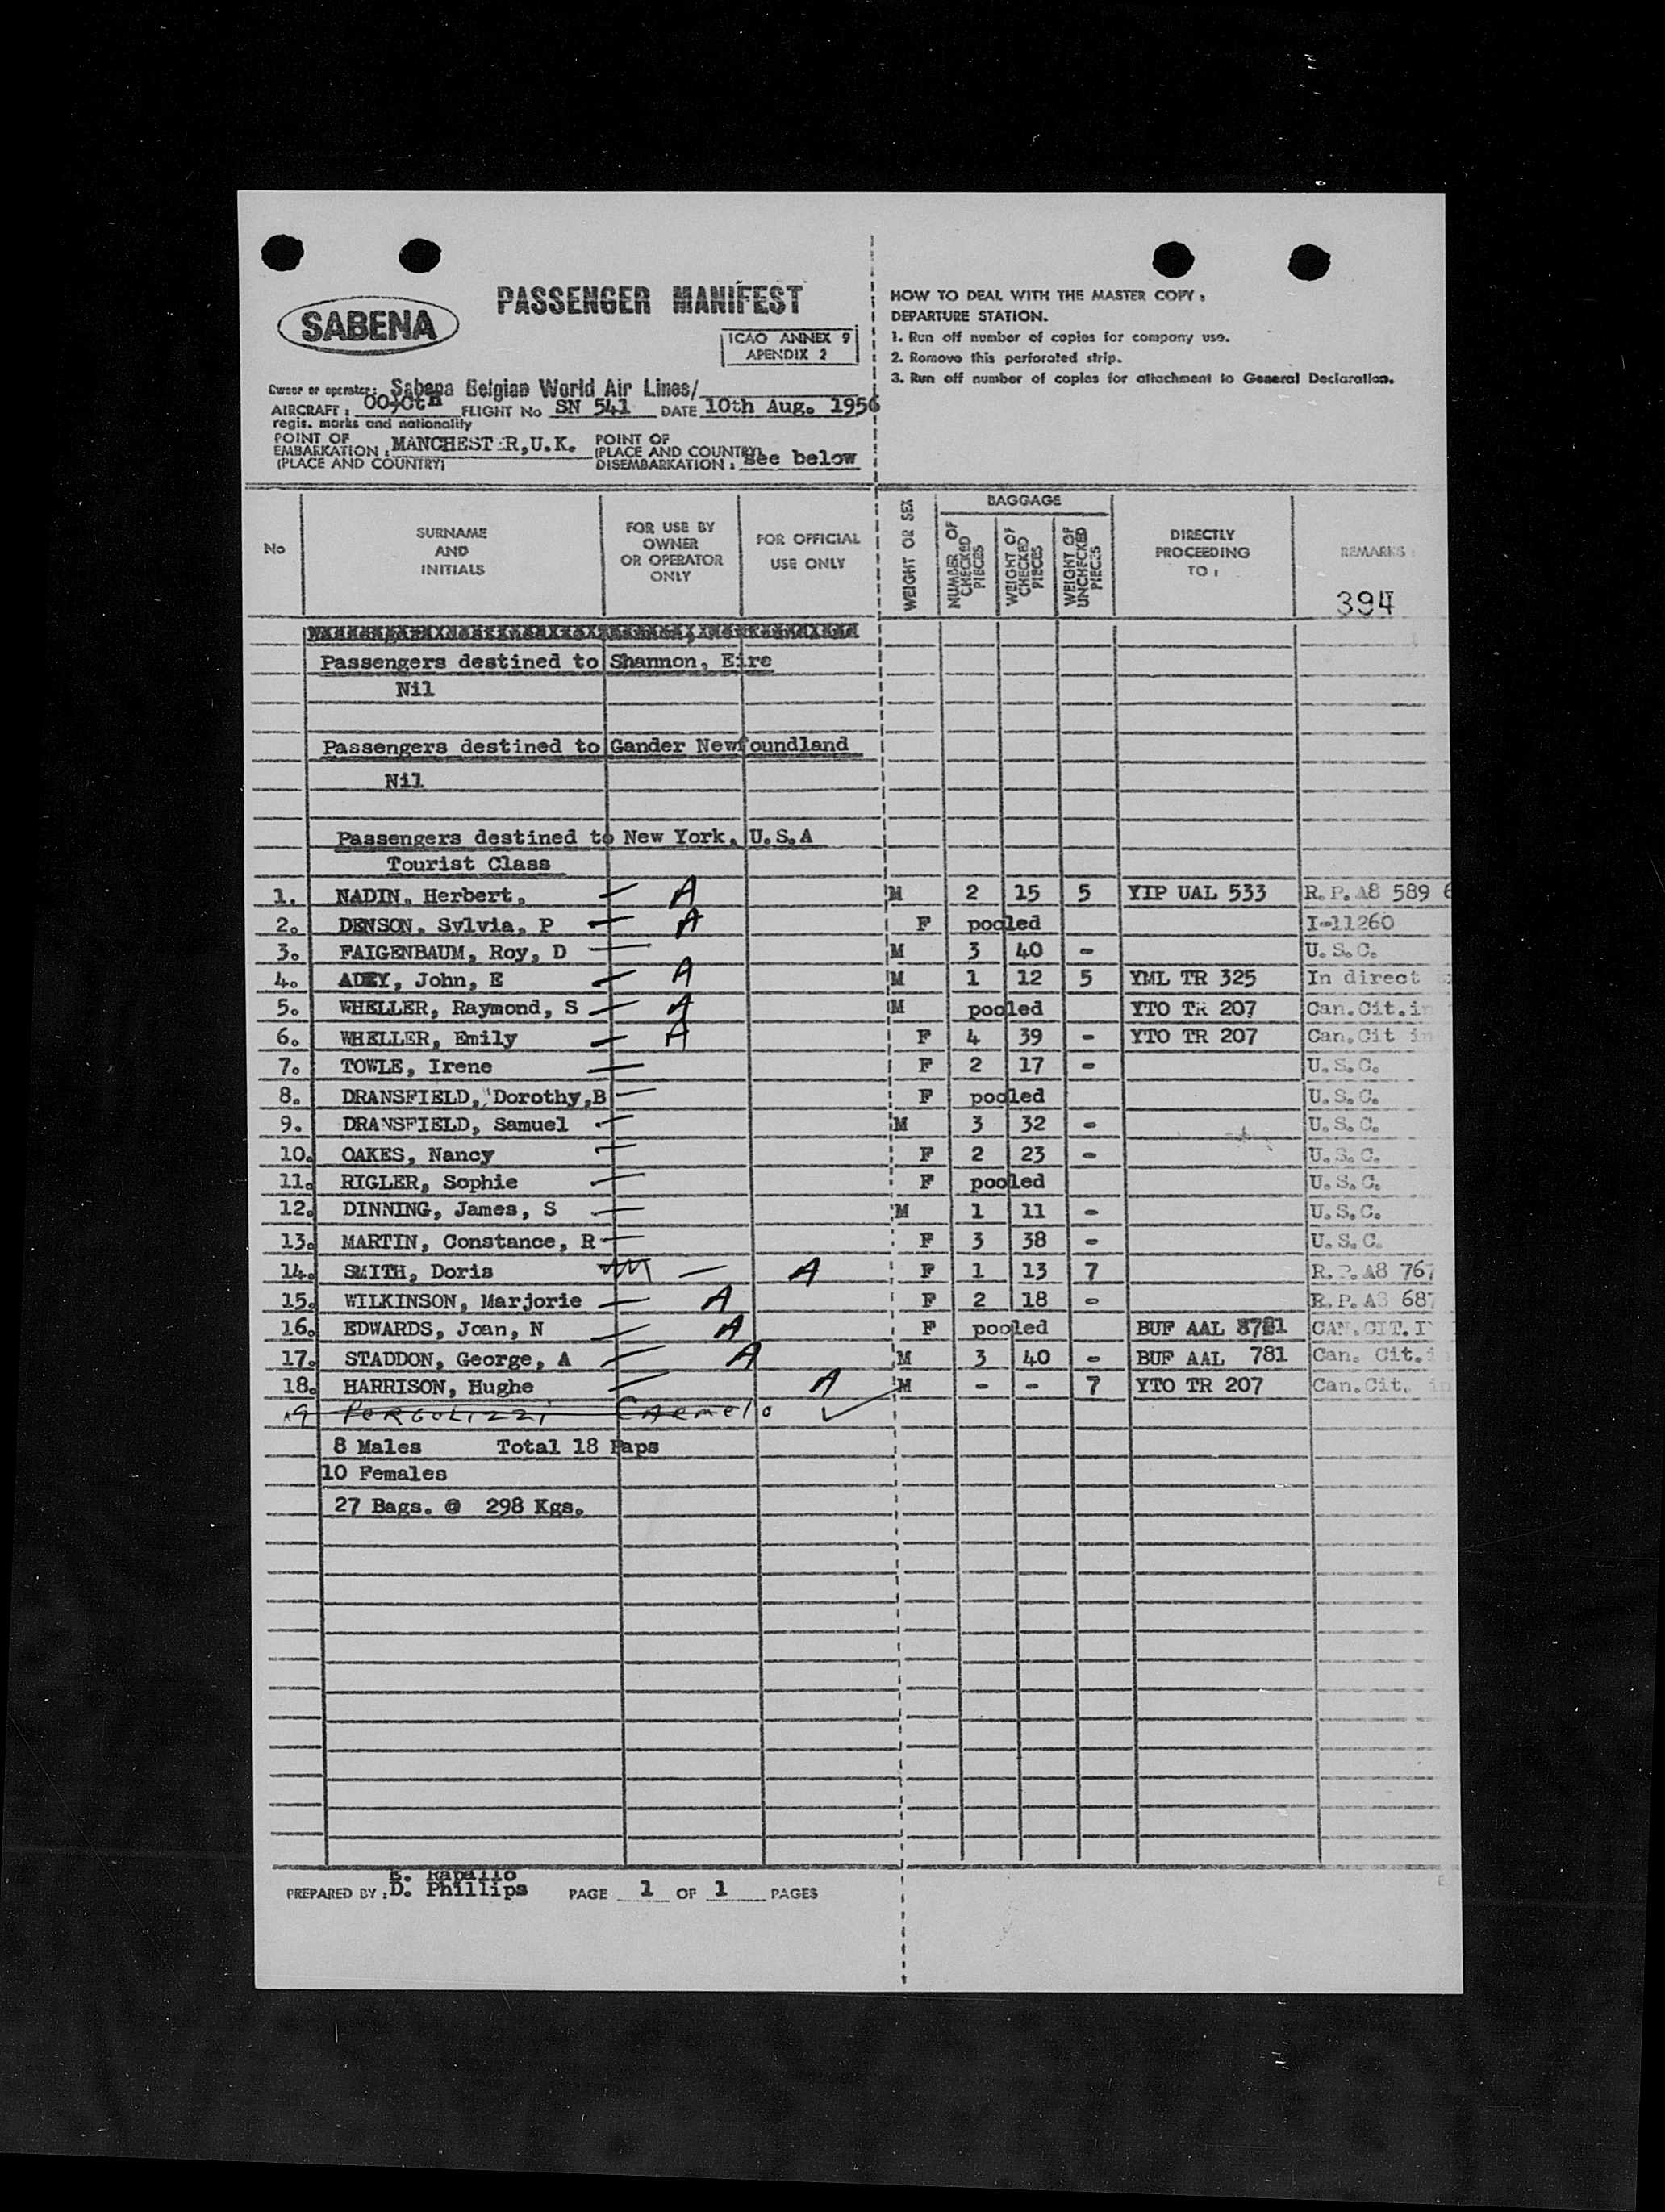 SABENA
PASSENGER MANIFEST
ICAO ANNEX 9
APENDIX 2
HOW TO DEAL WITH THE MASTER COPY :
DEPARTURE STATION.
1. Run off number of copies for company use.
2. Remove this perforated strip.
3. Run off number of copies for attachment to General Declaration.
Owner or operator: Sabena Belgian World Air Lines/
AIRCRAFT : FLIGHT No SN 541 DATE 10th Aug. 1956
regis. marks and nationality
POINT OF EMBARKATION : MANCHESTER, U.K. POINT OF DISEMBARKATION : see below
(PLACE AND COUNTRY) (PLACE AND COUNTRY)
No SURNAME AND INITIALS FOR USE BY OWNER OR OPERATOR ONLY FOR OFFICIAL USE ONLY WEIGHT OR SEX BAGGAGE NUMBER OF CHECKED PIECES WEIGHT OF CHECKED PIECES WEIGHT OF UNCHECKED PIECES DIRECTLY PROCEEDING TO : REMARKS :
394
Passengers destined to Shannon, Eire
Nil
Passengers destined to Gander Newfoundland
Nil
Passengers destined to New York, U.S.A
Tourist Class
1. NADIN, Herbert, — A M 2 15 5 YIP UAL 533 R.P. A8 589 6
2. DENSON, Sylvia, P — A F pooled I-11260
3. FAIGENBAUM, Roy, D — M 3 40 - U.S.C.
4. ADEY, John, E — A M 1 12 5 YML TR 325 In direct
5. WHELLER, Raymond, S — A M pooled YTO TR 207 Can.Cit.in
6. WHELLER, Emily — A F 4 39 - YTO TR 207 Can.Cit in
7. TOWLE, Irene — F 2 17 - U.S.C.
8. DRANSFIELD, Dorothy,B — F pooled U.S.C.
9. DRANSFIELD, Samuel — M 3 32 - U.S.C.
10. OAKES, Nancy — F 2 23 - U.S.C.
11. RIGLER, Sophie — F pooled U.S.C.
12. DINNING, James, S — M 1 11 - U.S.C.
13. MARTIN, Constance, R — F 3 38 - U.S.C.
14. SMITH, Doris — A F 1 13 7 R.P. A8 767
15. WILKINSON, Marjorie — A F 2 18 - R.P. A8 687
16. EDWARDS, Joan, N — A F pooled BUF AAL 781 CAN.CIT.I
17. STADDON, George, A — A M 3 40 - BUF AAL 781 Can. Cit.i
18. HARRISON, Hughe — A M - - 7 YTO TR 207 Can.Cit. in
19 PERGOLIZZI CARMELO ✓
8 Males Total 18 Paps
10 Females
27 Bags. @ 298 Kgs.
E. Rapallo
PREPARED BY : D. Phillips PAGE 1 OF 1 PAGES